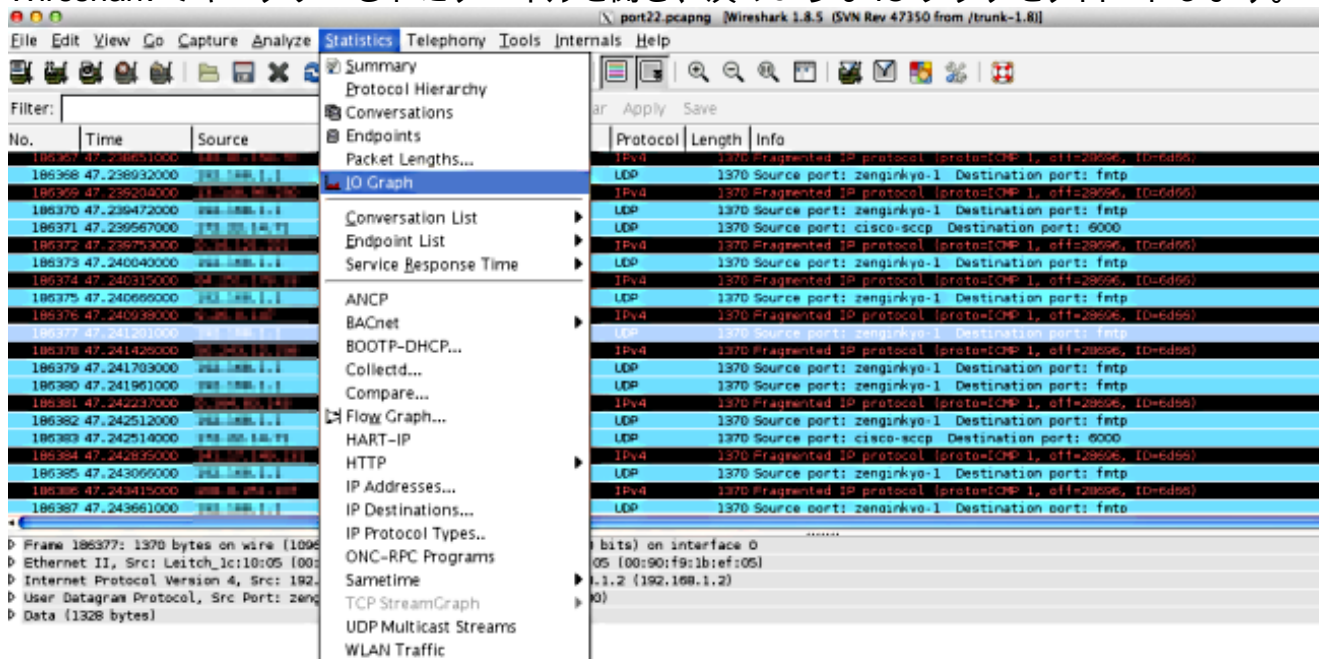 port22.pcapng [Wireshark 1.8.5 (SVN Rev 47350 from /trunk-1.8)]
File Edit View Go Capture Analyze Statistics Telephony Tools Internals Help
Filter: Apply Save
No. Time Source Protocol Length Info
186367 47.238651000 IPv4 1370 Fragmented IP protocol (proto=ICMP 1, off=28696, ID=6d66)
186368 47.238932000 UDP 1370 Source port: zenginkyo-1 Destination port: fmtp
186369 47.239204000 IPv4 1370 Fragmented IP protocol (proto=ICMP 1, off=28696, ID=6d66)
186370 47.239472000 UDP 1370 Source port: zenginkyo-1 Destination port: fmtp
186371 47.239567000 UDP 1370 Source port: cisco-sccp Destination port: 6000
186372 47.239753000 IPv4 1370 Fragmented IP protocol (proto=ICMP 1, off=28696, ID=6d66)
186373 47.240040000 UDP 1370 Source port: zenginkyo-1 Destination port: fmtp
186374 47.240315000 IPv4 1370 Fragmented IP protocol (proto=ICMP 1, off=28696, ID=6d66)
186375 47.240666000 UDP 1370 Source port: zenginkyo-1 Destination port: fmtp
186376 47.240938000 IPv4 1370 Fragmented IP protocol (proto=ICMP 1, off=28696, ID=6d66)
186377 47.241201000 UDP 1370 Source port: zenginkyo-1 Destination port: fmtp
186378 47.241426000 IPv4 1370 Fragmented IP protocol (proto=ICMP 1, off=28696, ID=6d66)
186379 47.241703000 UDP 1370 Source port: zenginkyo-1 Destination port: fmtp
186380 47.241961000 UDP 1370 Source port: zenginkyo-1 Destination port: fmtp
186381 47.242237000 IPv4 1370 Fragmented IP protocol (proto=ICMP 1, off=28696, ID=6d66)
186382 47.242512000 UDP 1370 Source port: zenginkyo-1 Destination port: fmtp
186383 47.242514000 UDP 1370 Source port: cisco-sccp Destination port: 6000
186384 47.242835000 IPv4 1370 Fragmented IP protocol (proto=ICMP 1, off=28696, ID=6d66)
186385 47.243066000 UDP 1370 Source port: zenginkyo-1 Destination port: fmtp
186386 47.243415000 IPv4 1370 Fragmented IP protocol (proto=ICMP 1, off=28696, ID=6d66)
186387 47.243661000 UDP 1370 Source port: zenginkyo-1 Destination port: fmtp
Summary
Protocol Hierarchy
Conversations
Endpoints
Packet Lengths...
IO Graph
Conversation List
Endpoint List
Service Response Time
ANCP
BACnet
BOOTP-DHCP...
Collectd...
Compare...
Flow Graph...
HART-IP
HTTP
IP Addresses...
IP Destinations...
IP Protocol Types..
ONC-RPC Programs
Sametime
TCP StreamGraph
UDP Multicast Streams
WLAN Traffic
Frame 186377: 1370 bytes on wire (1096 bits) on interface 0
Ethernet II, Src: Leitch_1c:10:05 (00: 05 (00:90:f9:1b:ef:05)
Internet Protocol Version 4, Src: 192. .1.2 (192.168.1.2)
User Datagram Protocol, Src Port: zeng 0)
Data (1328 bytes)